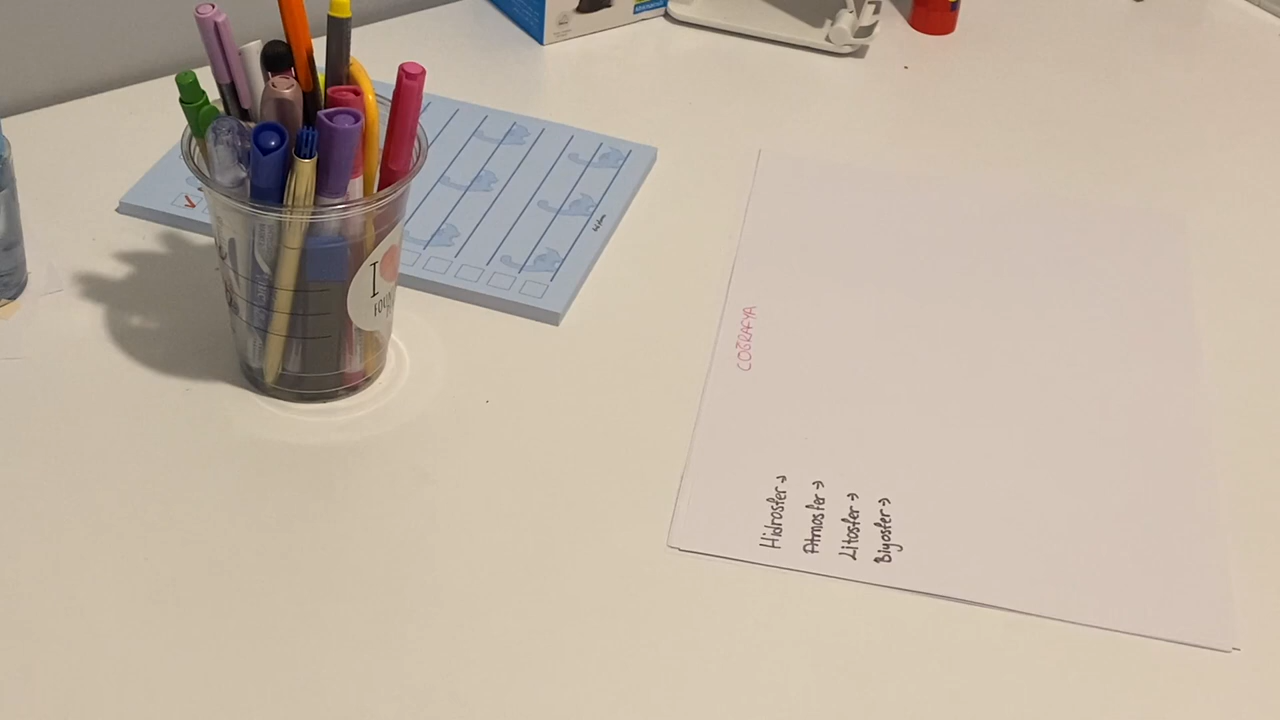 COĞRAFYA
Hidrosfer →
Atmosfer →
Litosfer →
Biyosfer →
I